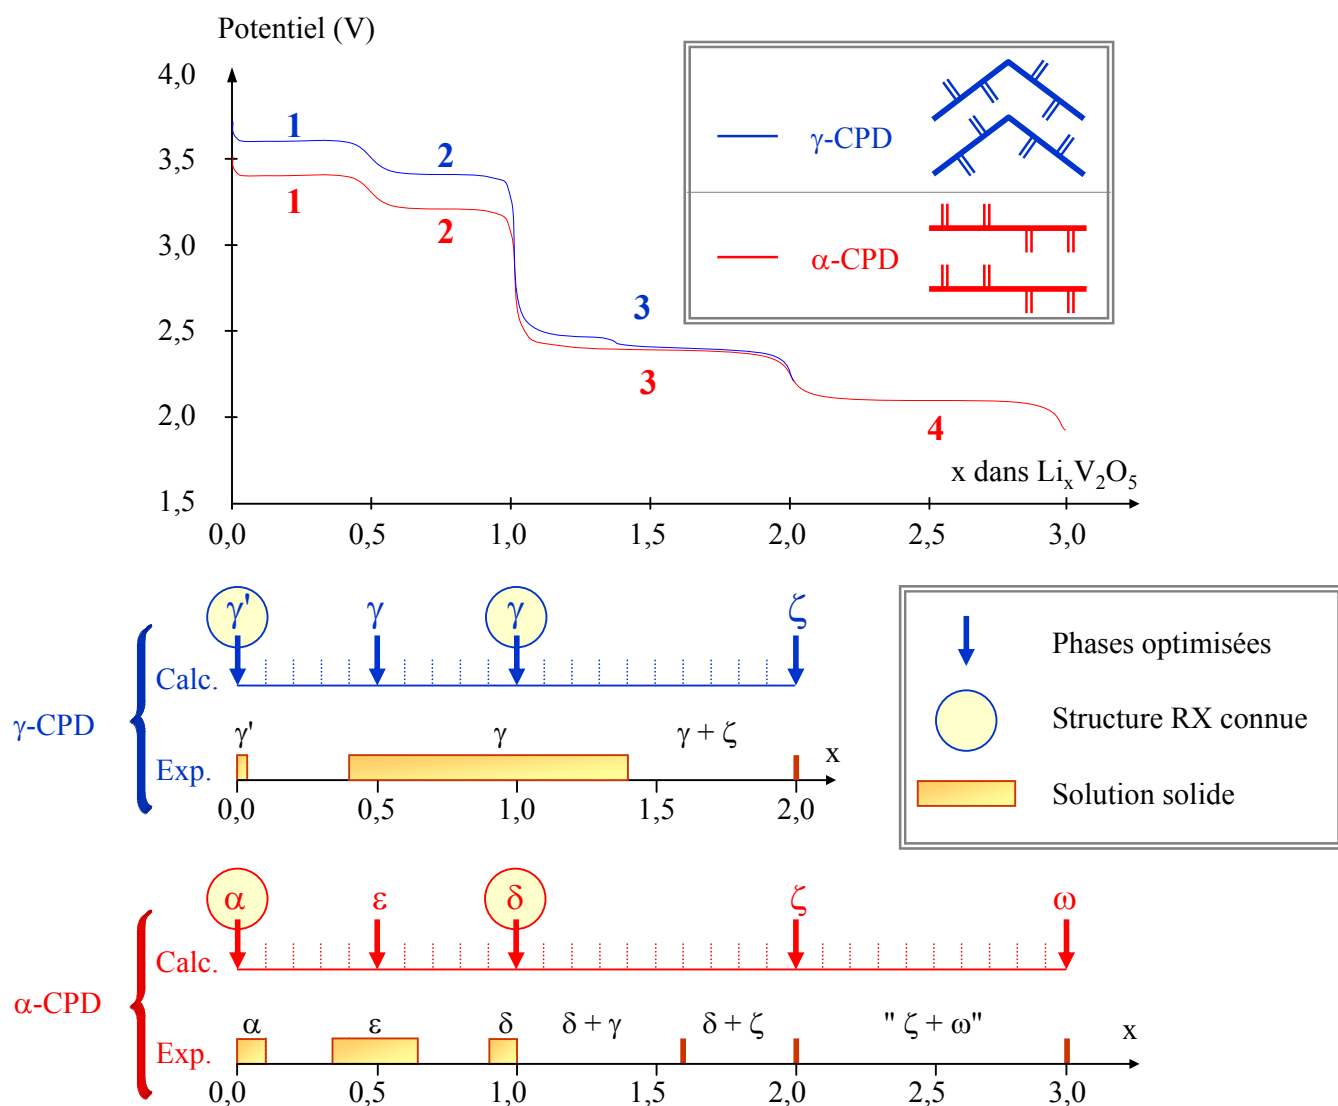 Potentiel (V)
4,0
3,5
3,0
2,5
2,0
1,5
1
2
1
2
3
3
4
γ-CPD
α-CPD
x dans LiₓV₂O₅
0,0 0,5 1,0 1,5 2,0 2,5 3,0
γ' γ γ ζ
Calc.
γ-CPD
γ' γ γ + ζ x
Exp.
0,0 0,5 1,0 1,5 2,0
Phases optimisées
Structure RX connue
Solution solide
α ε δ ζ ω
Calc.
α-CPD
α ε δ δ + γ δ + ζ " ζ + ω" x
Exp.
0,0 0,5 1,0 1,5 2,0 2,5 3,0